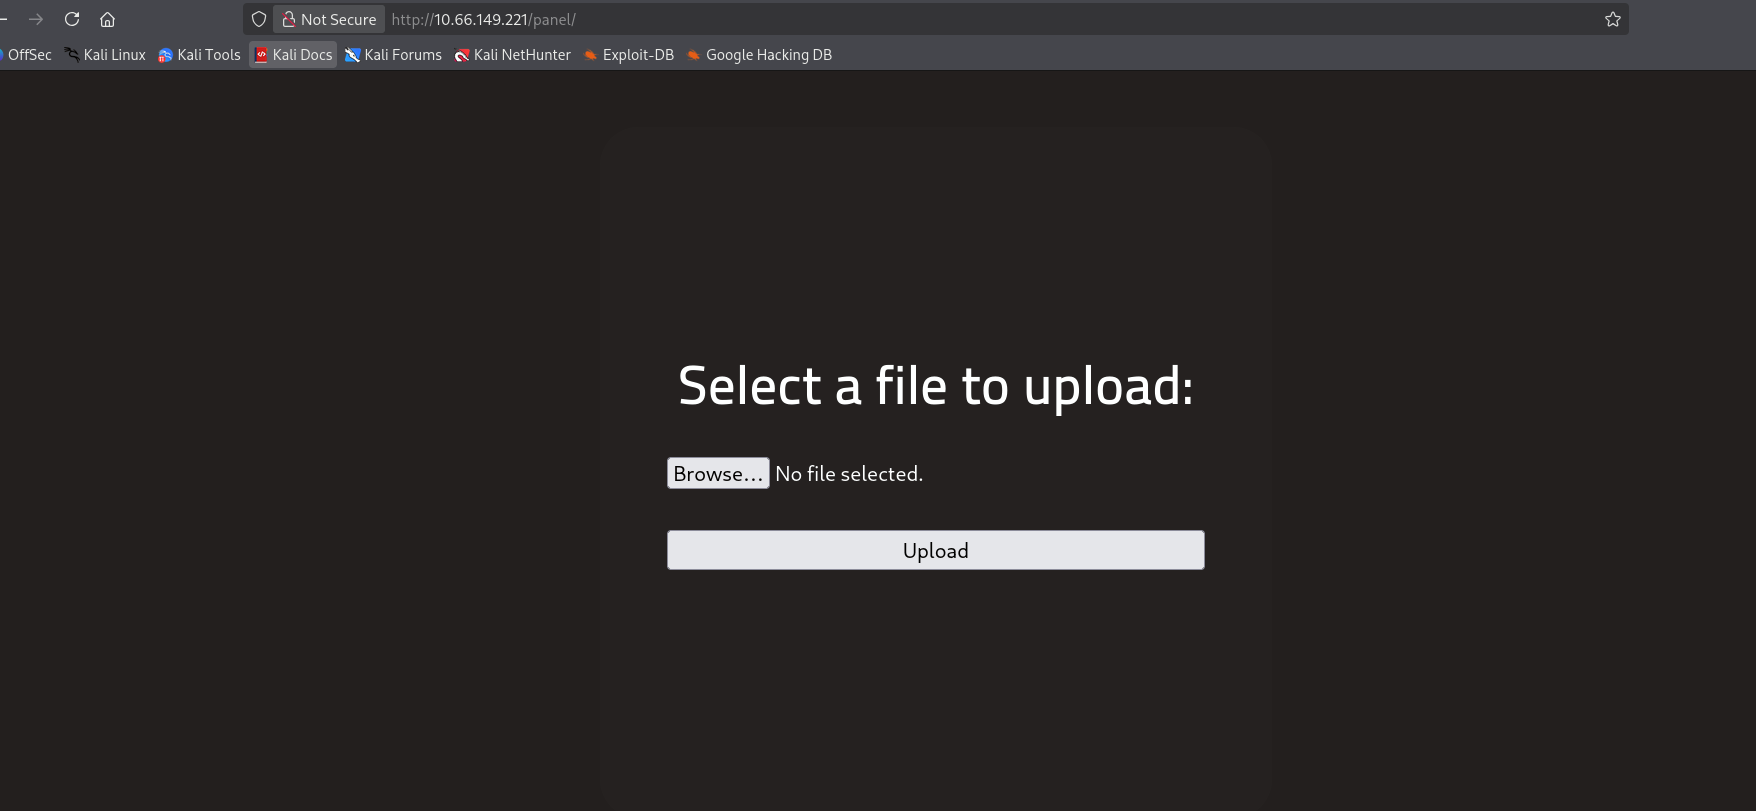 Not Secure http://10.66.149.221/panel/
OffSec Kali Linux Kali Tools Kali Docs Kali Forums Kali NetHunter Exploit-DB Google Hacking DB
Select a file to upload:
Browse... No file selected.
Upload